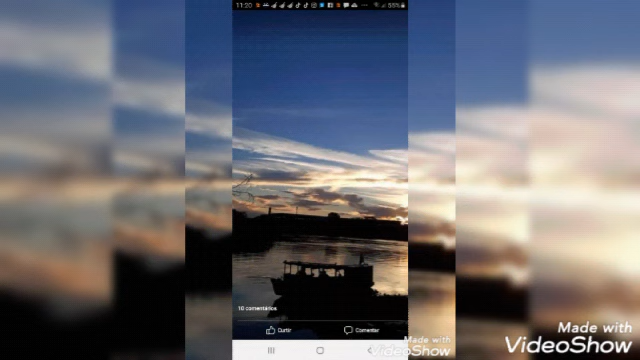 11:20
55%
10 comentários
Curtir
Comentar
Made with
VideoShow
Made with
VideoShow